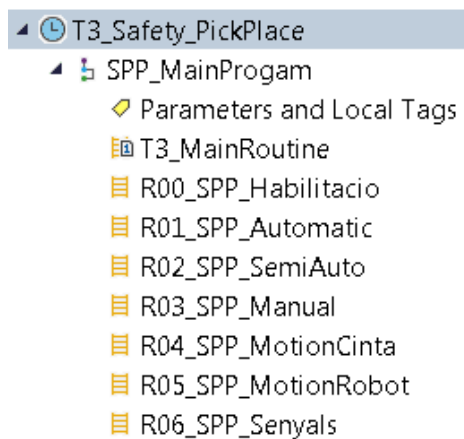 T3_Safety_PickPlace
SPP_MainProgam
Parameters and Local Tags
T3_MainRoutine
R00_SPP_Habilitacio
R01_SPP_Automatic
R02_SPP_SemiAuto
R03_SPP_Manual
R04_SPP_MotionCinta
R05_SPP_MotionRobot
R06_SPP_Senyals